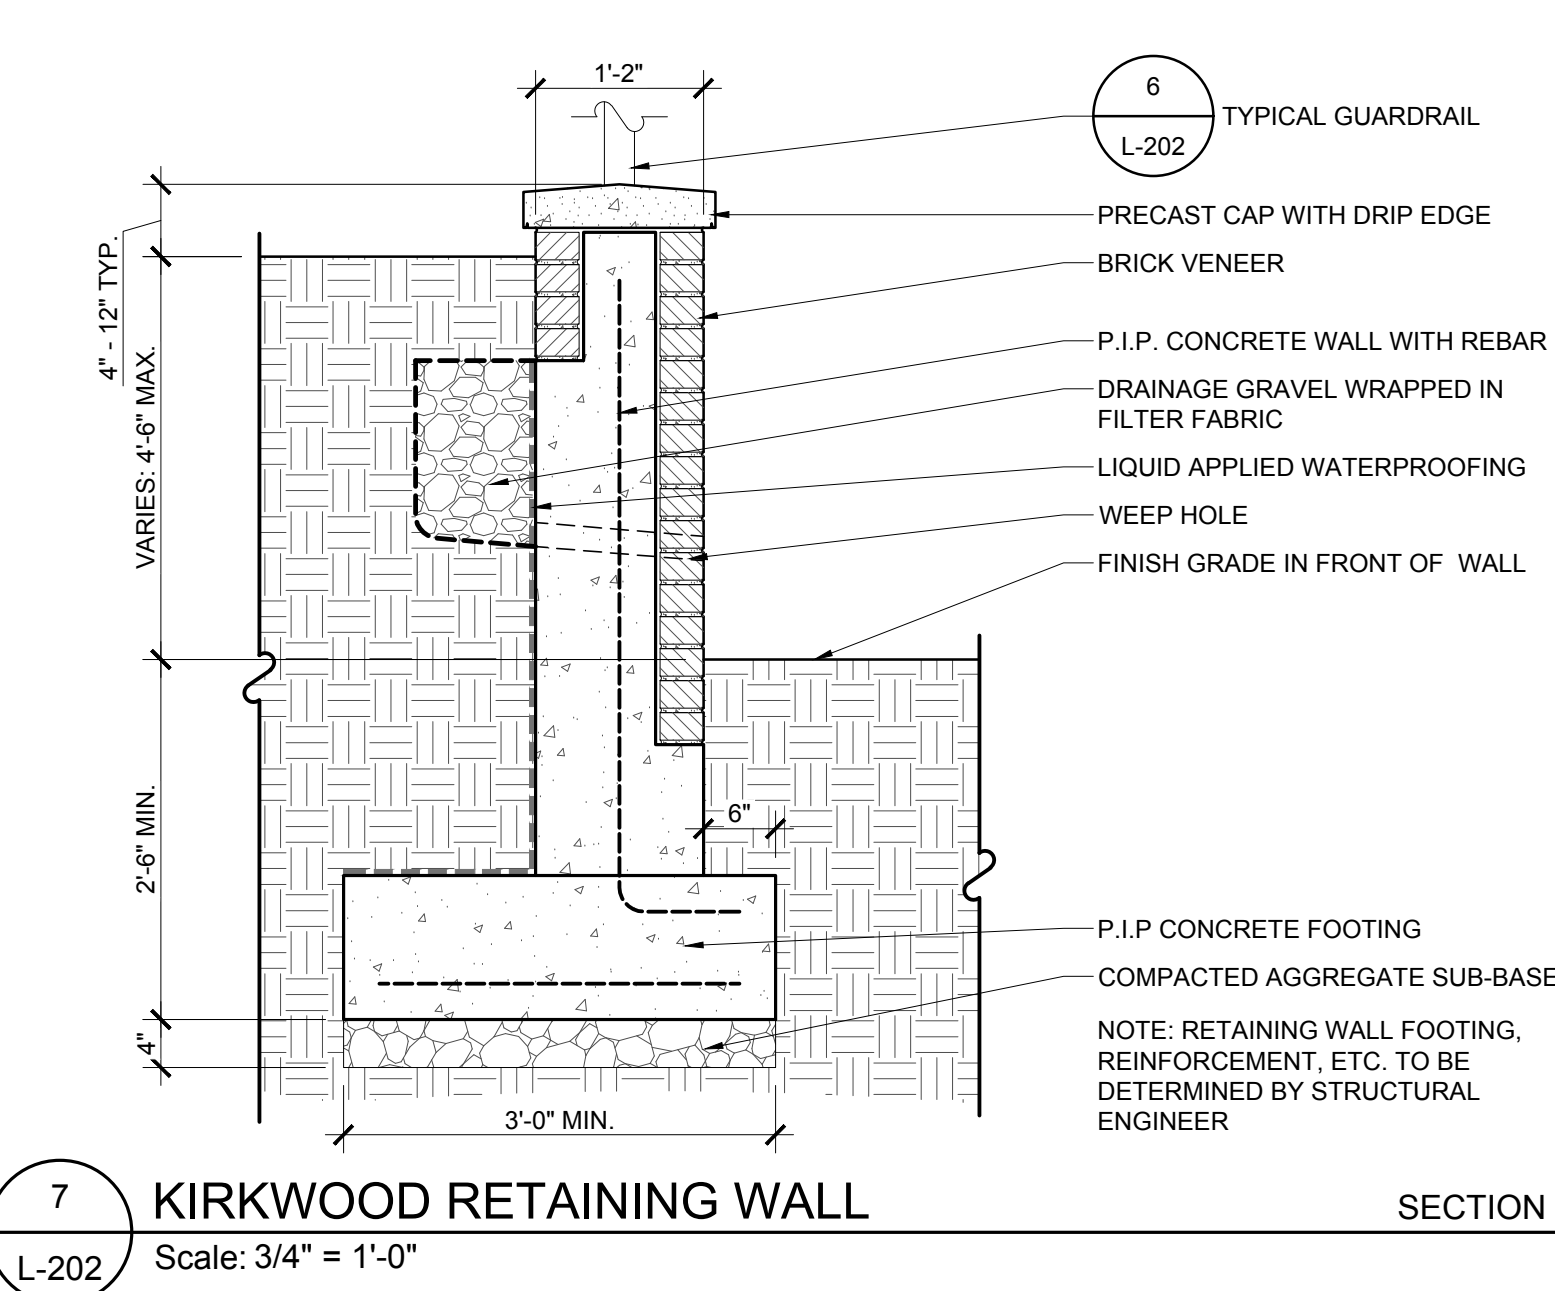 1'-2"
6
L-202
TYPICAL GUARDRAIL
PRECAST CAP WITH DRIP EDGE
BRICK VENEER
P.I.P. CONCRETE WALL WITH REBAR
DRAINAGE GRAVEL WRAPPED IN
FILTER FABRIC
LIQUID APPLIED WATERPROOFING
WEEP HOLE
FINISH GRADE IN FRONT OF WALL
4" - 12" TYP.
VARIES: 4'-6" MAX.
2'-6" MIN.
4"
6"
3'-0" MIN.
P.I.P CONCRETE FOOTING
COMPACTED AGGREGATE SUB-BASE
NOTE: RETAINING WALL FOOTING,
REINFORCEMENT, ETC. TO BE
DETERMINED BY STRUCTURAL
ENGINEER
7
L-202
KIRKWOOD RETAINING WALL
SECTION
Scale: 3/4" = 1'-0"